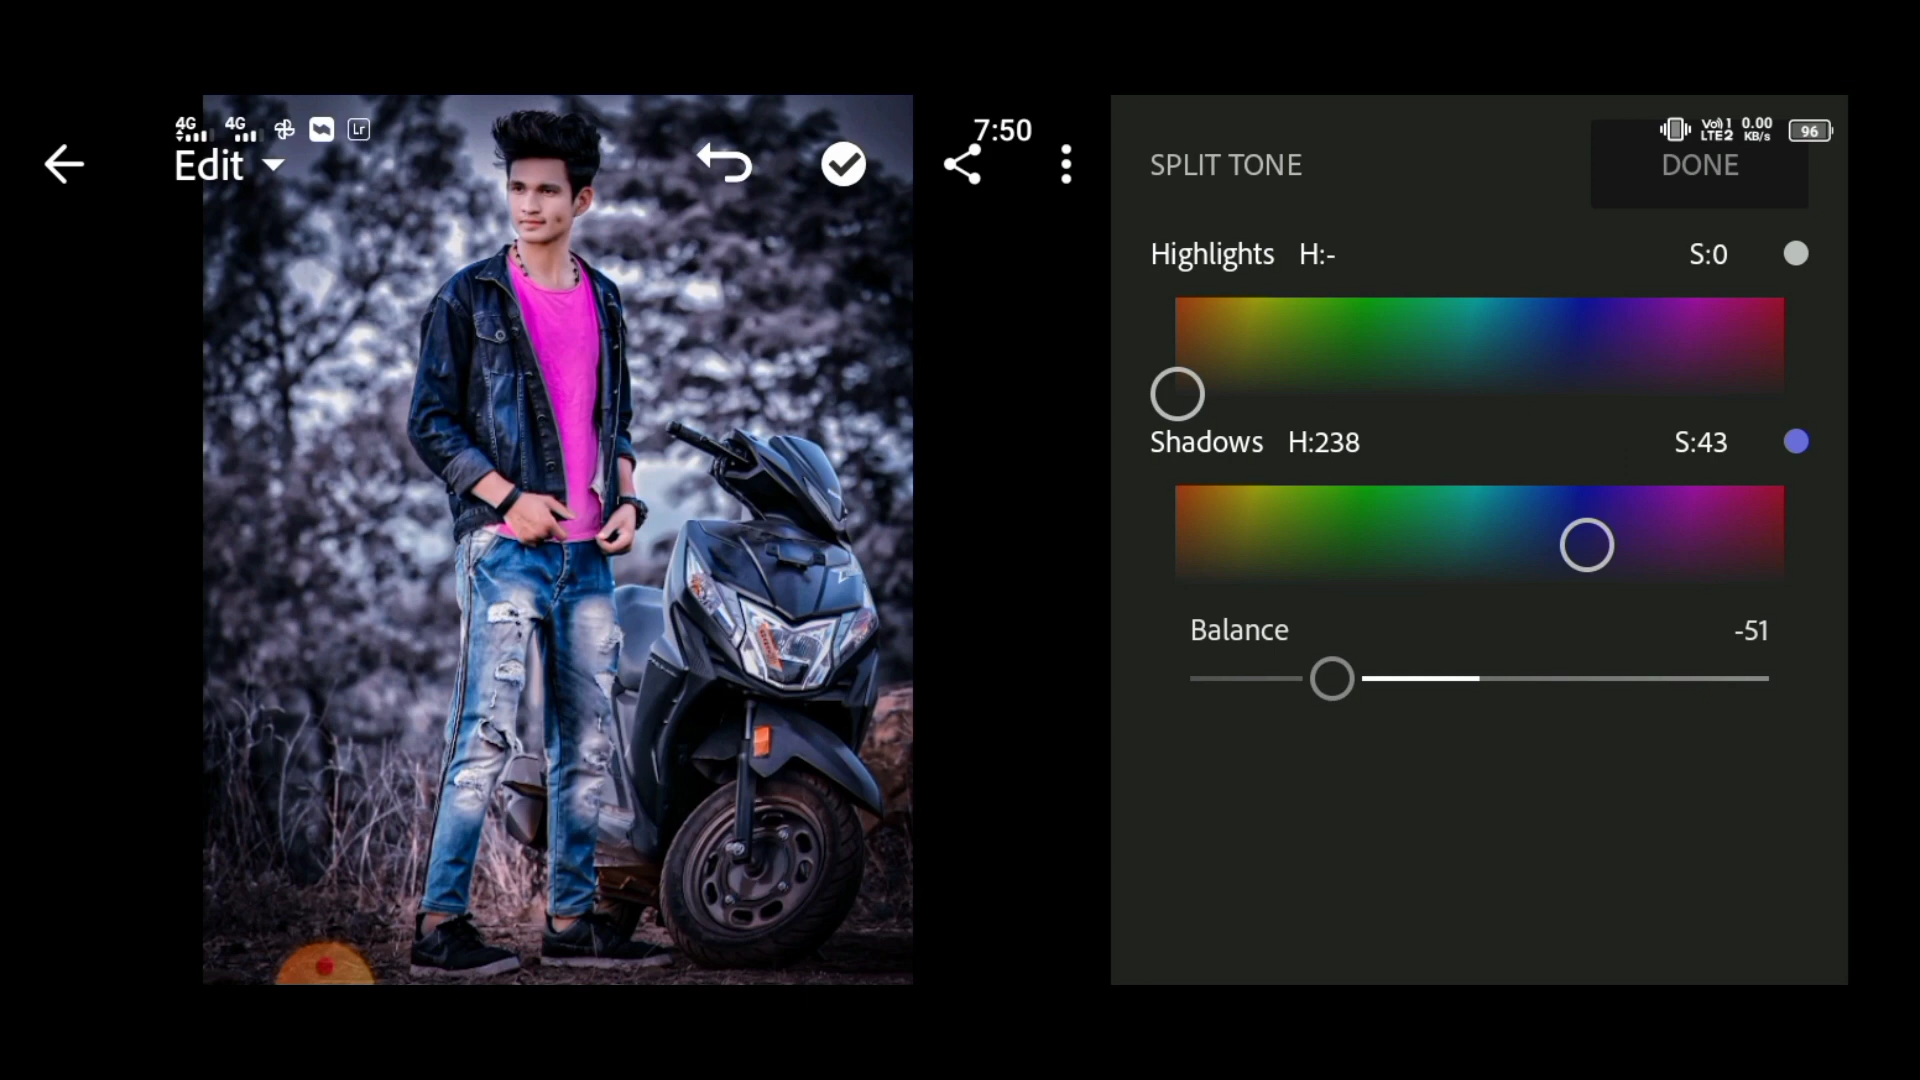 4G 4G Lr 7:50 Vo) 1 LTE2 0.00 KB/s 96
Edit
SPLIT TONE DONE
Highlights H:- S:0
Shadows H:238 S:43
Balance -51